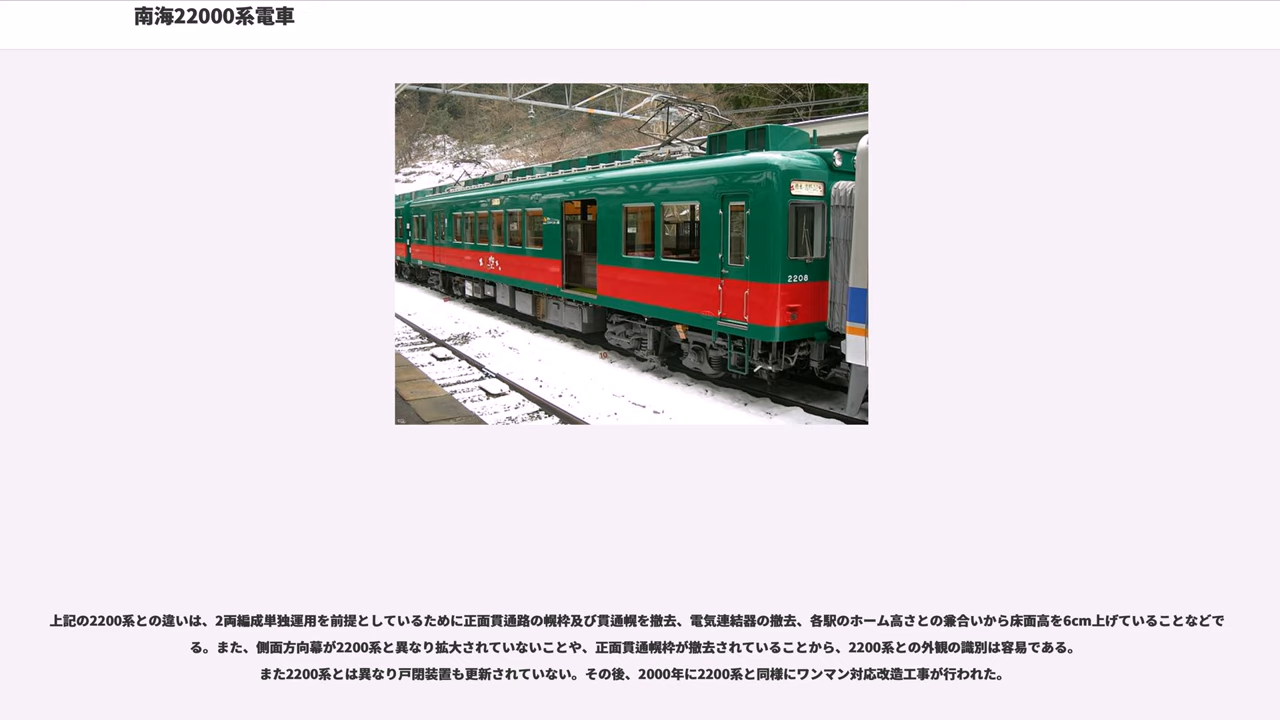 南海22000系電車
2208
上記の2200系との違いは、2両編成単独運用を前提としているために正面貫通路の幌枠及び貫通幌を撤去、電気連結器の撤去、各駅のホーム高さとの兼合いから床面高を6cm上げていることなどで
る。また、側面方向幕が2200系と異なり拡大されていないことや、正面貫通幌枠が撤去されていることから、2200系との外観の識別は容易である。
また2200系とは異なり戸閉装置も更新されていない。その後、2000年に2200系と同様にワンマン対応改造工事が行われた。